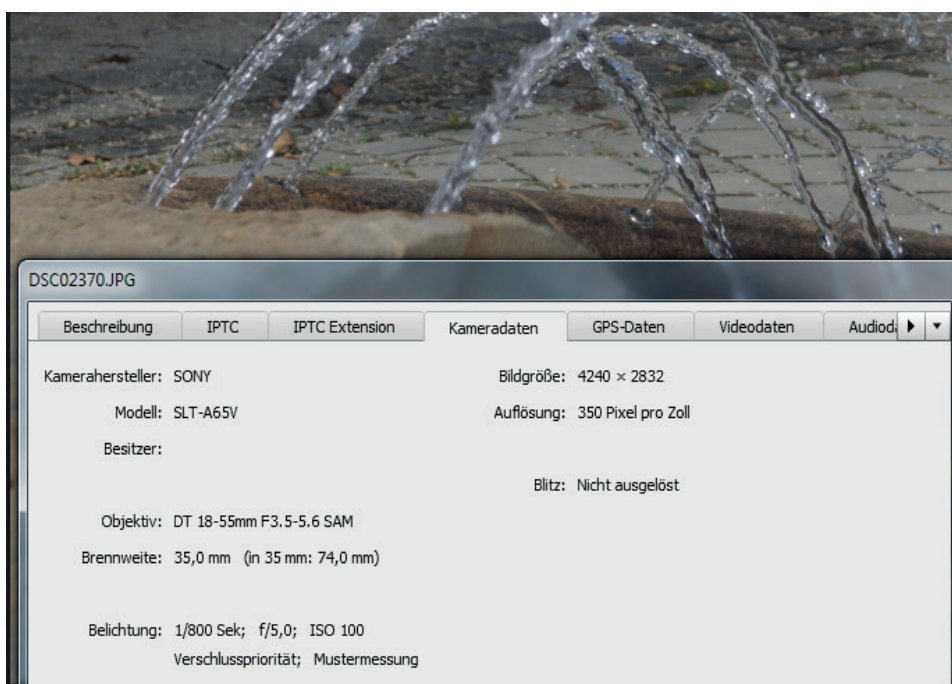 DSC02370.JPG
Beschreibung IPTC IPTC Extension Kameradaten GPS-Daten Videodaten
Kamerahersteller: SONY Bildgröße: 4240 × 2832
Modell: SLT-A65V Auflösung: 350 Pixel pro Zoll
Besitzer:
Blitz: Nicht ausgelöst
Objektiv: DT 18-55mm F3.5-5.6 SAM
Brennweite: 35,0 mm (in 35 mm: 74,0 mm)
Belichtung: 1/800 Sek; f/5,0; ISO 100
Verschlusspriorität; Mustermessung